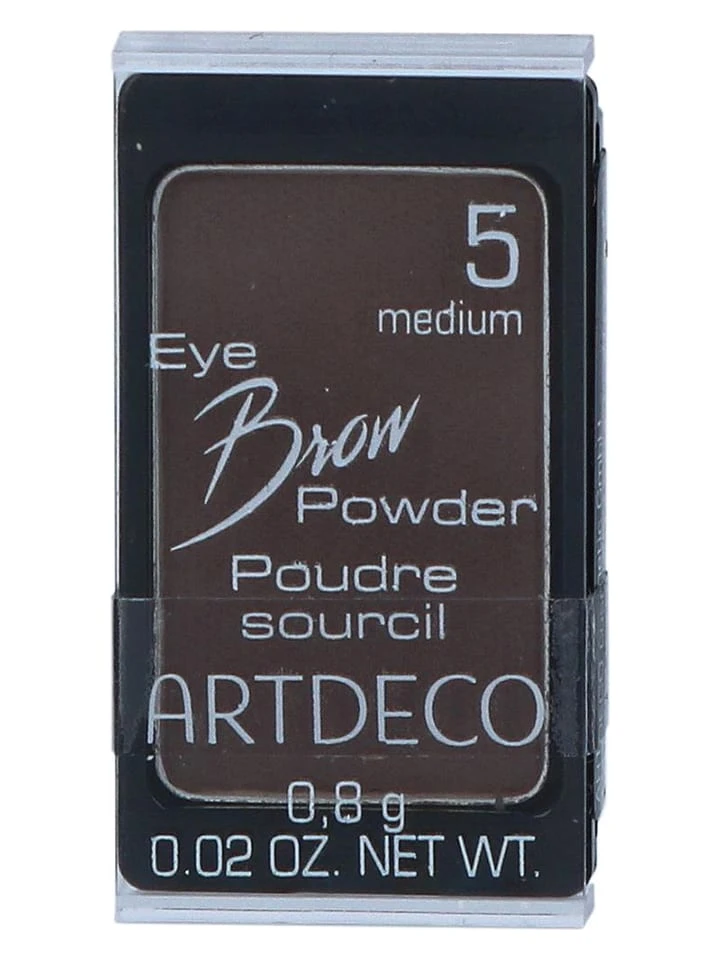 5
medium
Eye
Brow
Powder
Poudre
sourcil
ARTDECO
0,8 g
0.02 OZ. NET WT.